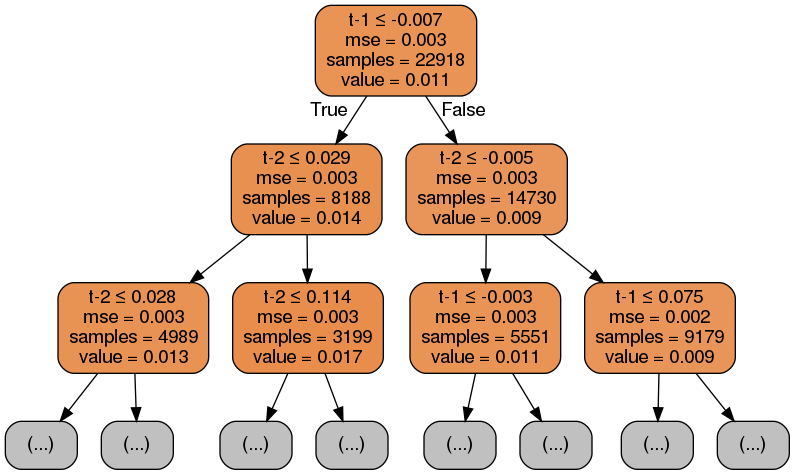 t-1 ≤ -0.007
mse = 0.003
samples = 22918
value = 0.011
True
False
t-2 ≤ 0.029
mse = 0.003
samples = 8188
value = 0.014
t-2 ≤ -0.005
mse = 0.003
samples = 14730
value = 0.009
t-2 ≤ 0.028
mse = 0.003
samples = 4989
value = 0.013
t-2 ≤ 0.114
mse = 0.003
samples = 3199
value = 0.017
t-1 ≤ -0.003
mse = 0.003
samples = 5551
value = 0.011
t-1 ≤ 0.075
mse = 0.002
samples = 9179
value = 0.009
(...)
(...)
(...)
(...)
(...)
(...)
(...)
(...)